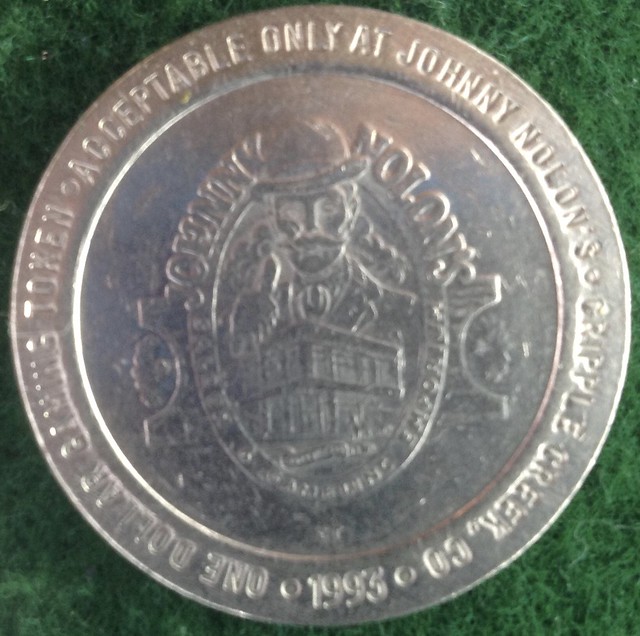 ONE DOLLAR GAMING TOKEN • ACCEPTABLE ONLY AT JOHNNY NOLON'S • CRIPPLE CREEK, CO • 1993 •
JOHNNY NOLON'S